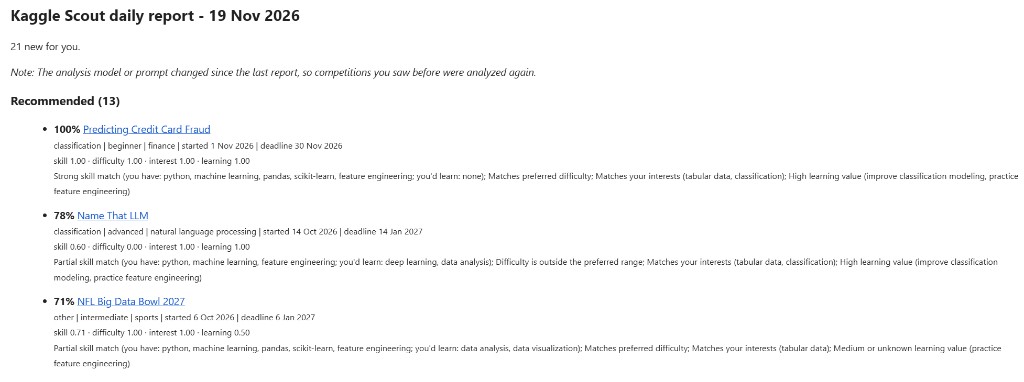 Kaggle Scout daily report - 19 Nov 2026
21 new for you.
Note: The analysis model or prompt changed since the last report, so competitions you saw before were analyzed again.
Recommended (13)
• 100% Predicting Credit Card Fraud
classification | beginner | finance | started 1 Nov 2026 | deadline 30 Nov 2026
skill 1.00 · difficulty 1.00 · interest 1.00 · learning 1.00
Strong skill match (you have: python, machine learning, pandas, scikit-learn, feature engineering; you'd learn: none); Matches preferred difficulty; Matches your interests (tabular data, classification); High learning value (improve classification modeling, practice
feature engineering)
• 78% Name That LLM
classification | advanced | natural language processing | started 14 Oct 2026 | deadline 14 Jan 2027
skill 0.60 · difficulty 0.00 · interest 1.00 · learning 1.00
Partial skill match (you have: python, machine learning, feature engineering; you'd learn: deep learning, data analysis); Difficulty is outside the preferred range; Matches your interests (tabular data, classification); High learning value (improve classification
modeling, practice feature engineering)
• 71% NFL Big Data Bowl 2027
other | intermediate | sports | started 6 Oct 2026 | deadline 6 Jan 2027
skill 0.71 · difficulty 1.00 · interest 1.00 · learning 0.50
Partial skill match (you have: python, machine learning, pandas, scikit-learn, feature engineering; you'd learn: data analysis, data visualization); Matches preferred difficulty; Matches your interests (tabular data); Medium or unknown learning value (practice
feature engineering)